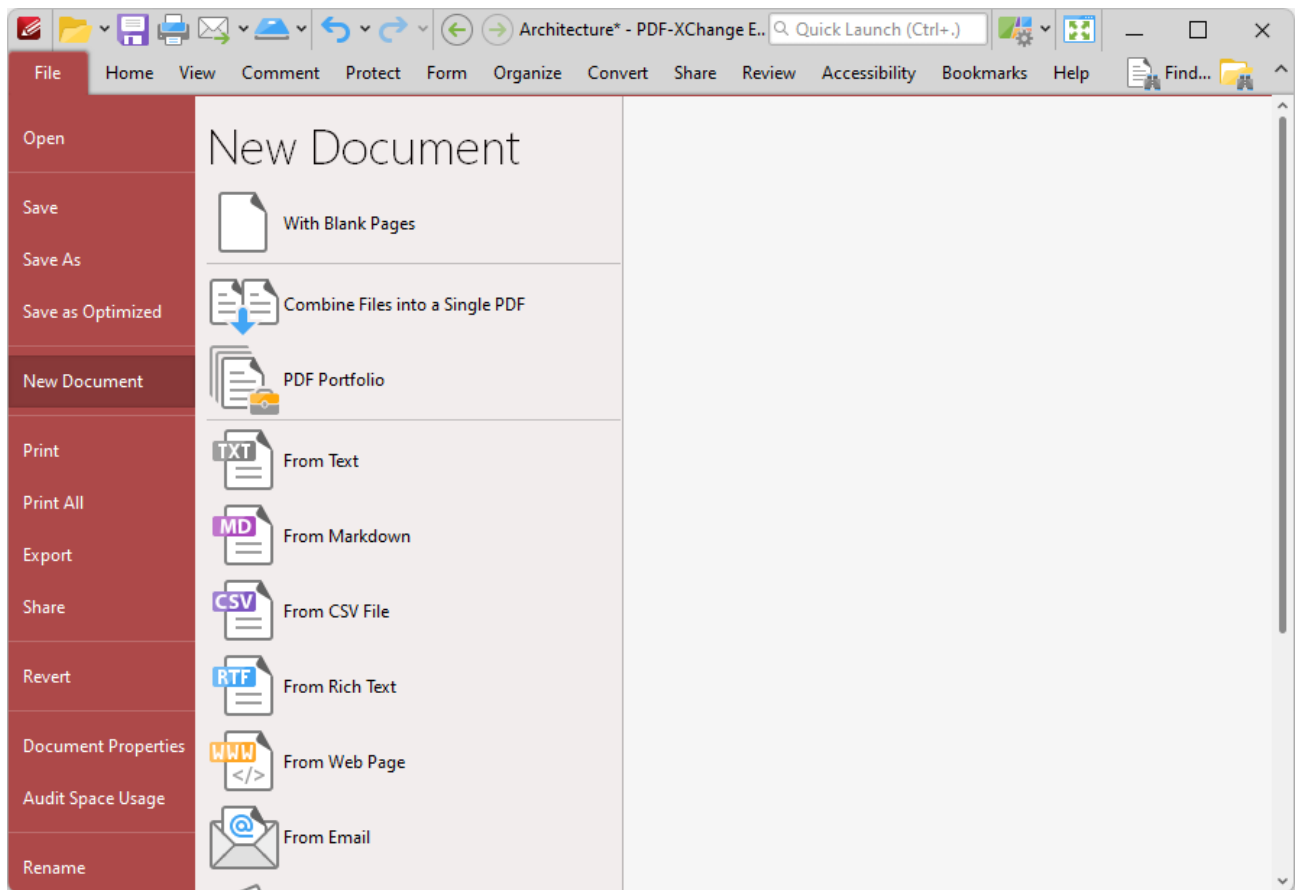 Architecture* - PDF-XChange E.. Quick Launch (Ctrl+.)
File Home View Comment Protect Form Organize Convert Share Review Accessibility Bookmarks Help Find...
Open
Save
Save As
Save as Optimized
New Document
Print
Print All
Export
Share
Revert
Document Properties
Audit Space Usage
Rename
New Document
With Blank Pages
Combine Files into a Single PDF
PDF Portfolio
TXT From Text
MD From Markdown
CSV From CSV File
RTF From Rich Text
WWW </> From Web Page
@ From Email